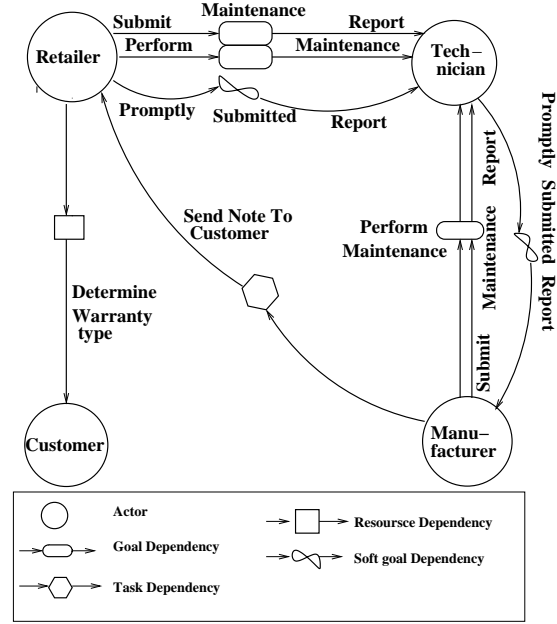 Submit Maintenance Report
Perform Maintenance
Retailer
Tech-
nician
Promptly Submitted Report
Promptly Submitted Report
Send Note To
Customer
Perform
Maintenance
Submit Maintenance Report
Determine
Warranty
type
Customer
Manu-
facturer
Actor
Goal Dependency
Task Dependency
Resoursce Dependency
Soft goal Dependency